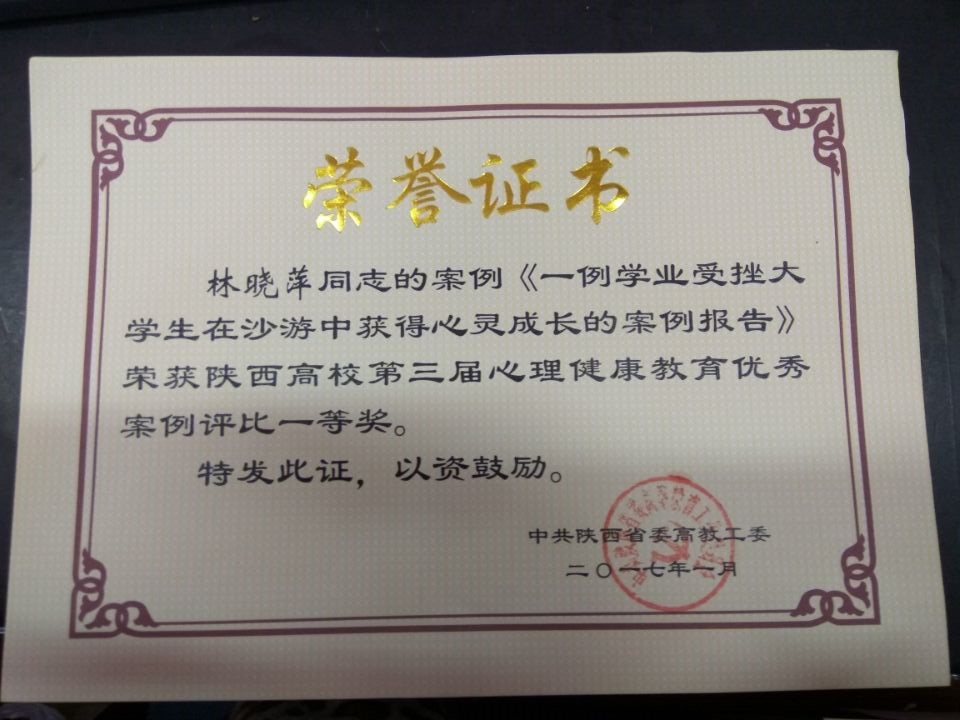 荣誉证书
林晓萍同志的案例《一例学业受挫大
学生在沙游中获得心灵成长的案例报告》
荣获陕西高校第三届心理健康教育优秀
案例评比一等奖。
特发此证，以资鼓励。
中共陕西省委高教工委
二〇一七年一月